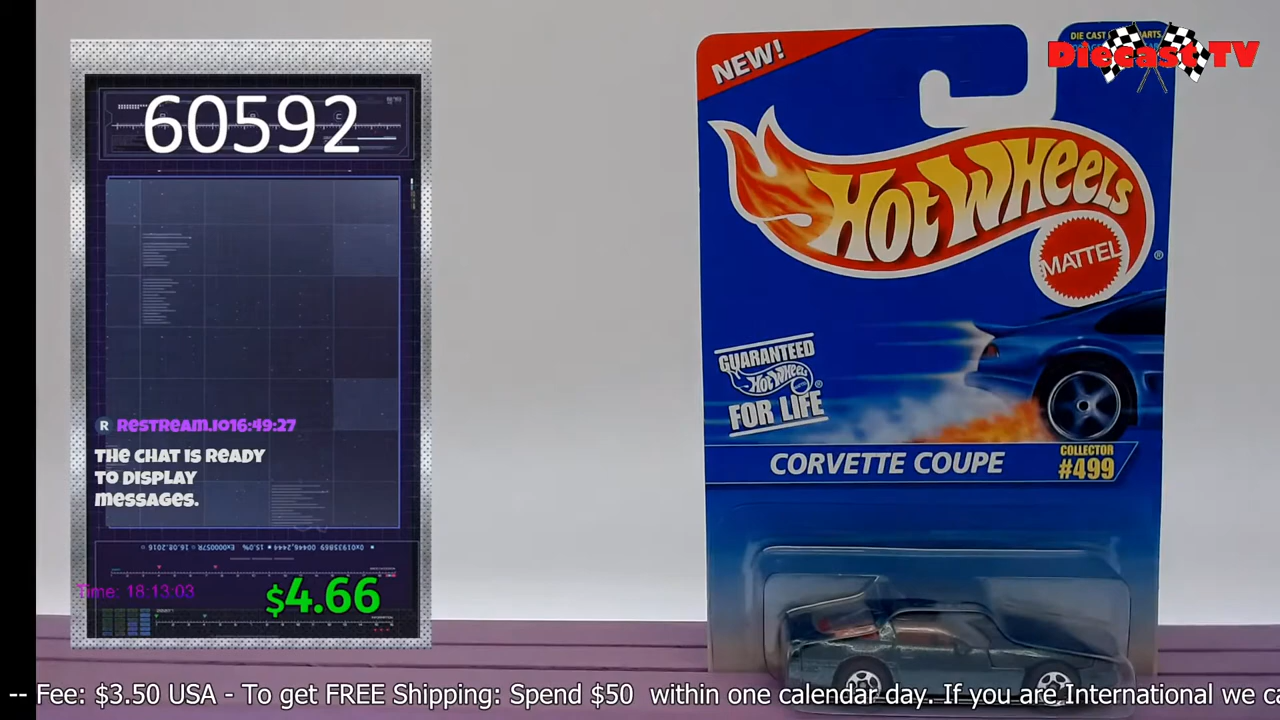 60592
Restream.io 16:49:27
The chat is ready
to display
messages.
Time: 18:13:03
$4.66
NEW!
DIE CAST
Diecast TV
HOT WHEELS
MATTEL
®
GUARANTEED
Hot Wheels®
FOR LIFE
CORVETTE COUPE
COLLECTOR
#499
-- Fee: $3.50 USA - To get FREE Shipping: Spend $50 within one calendar day. If you are International we